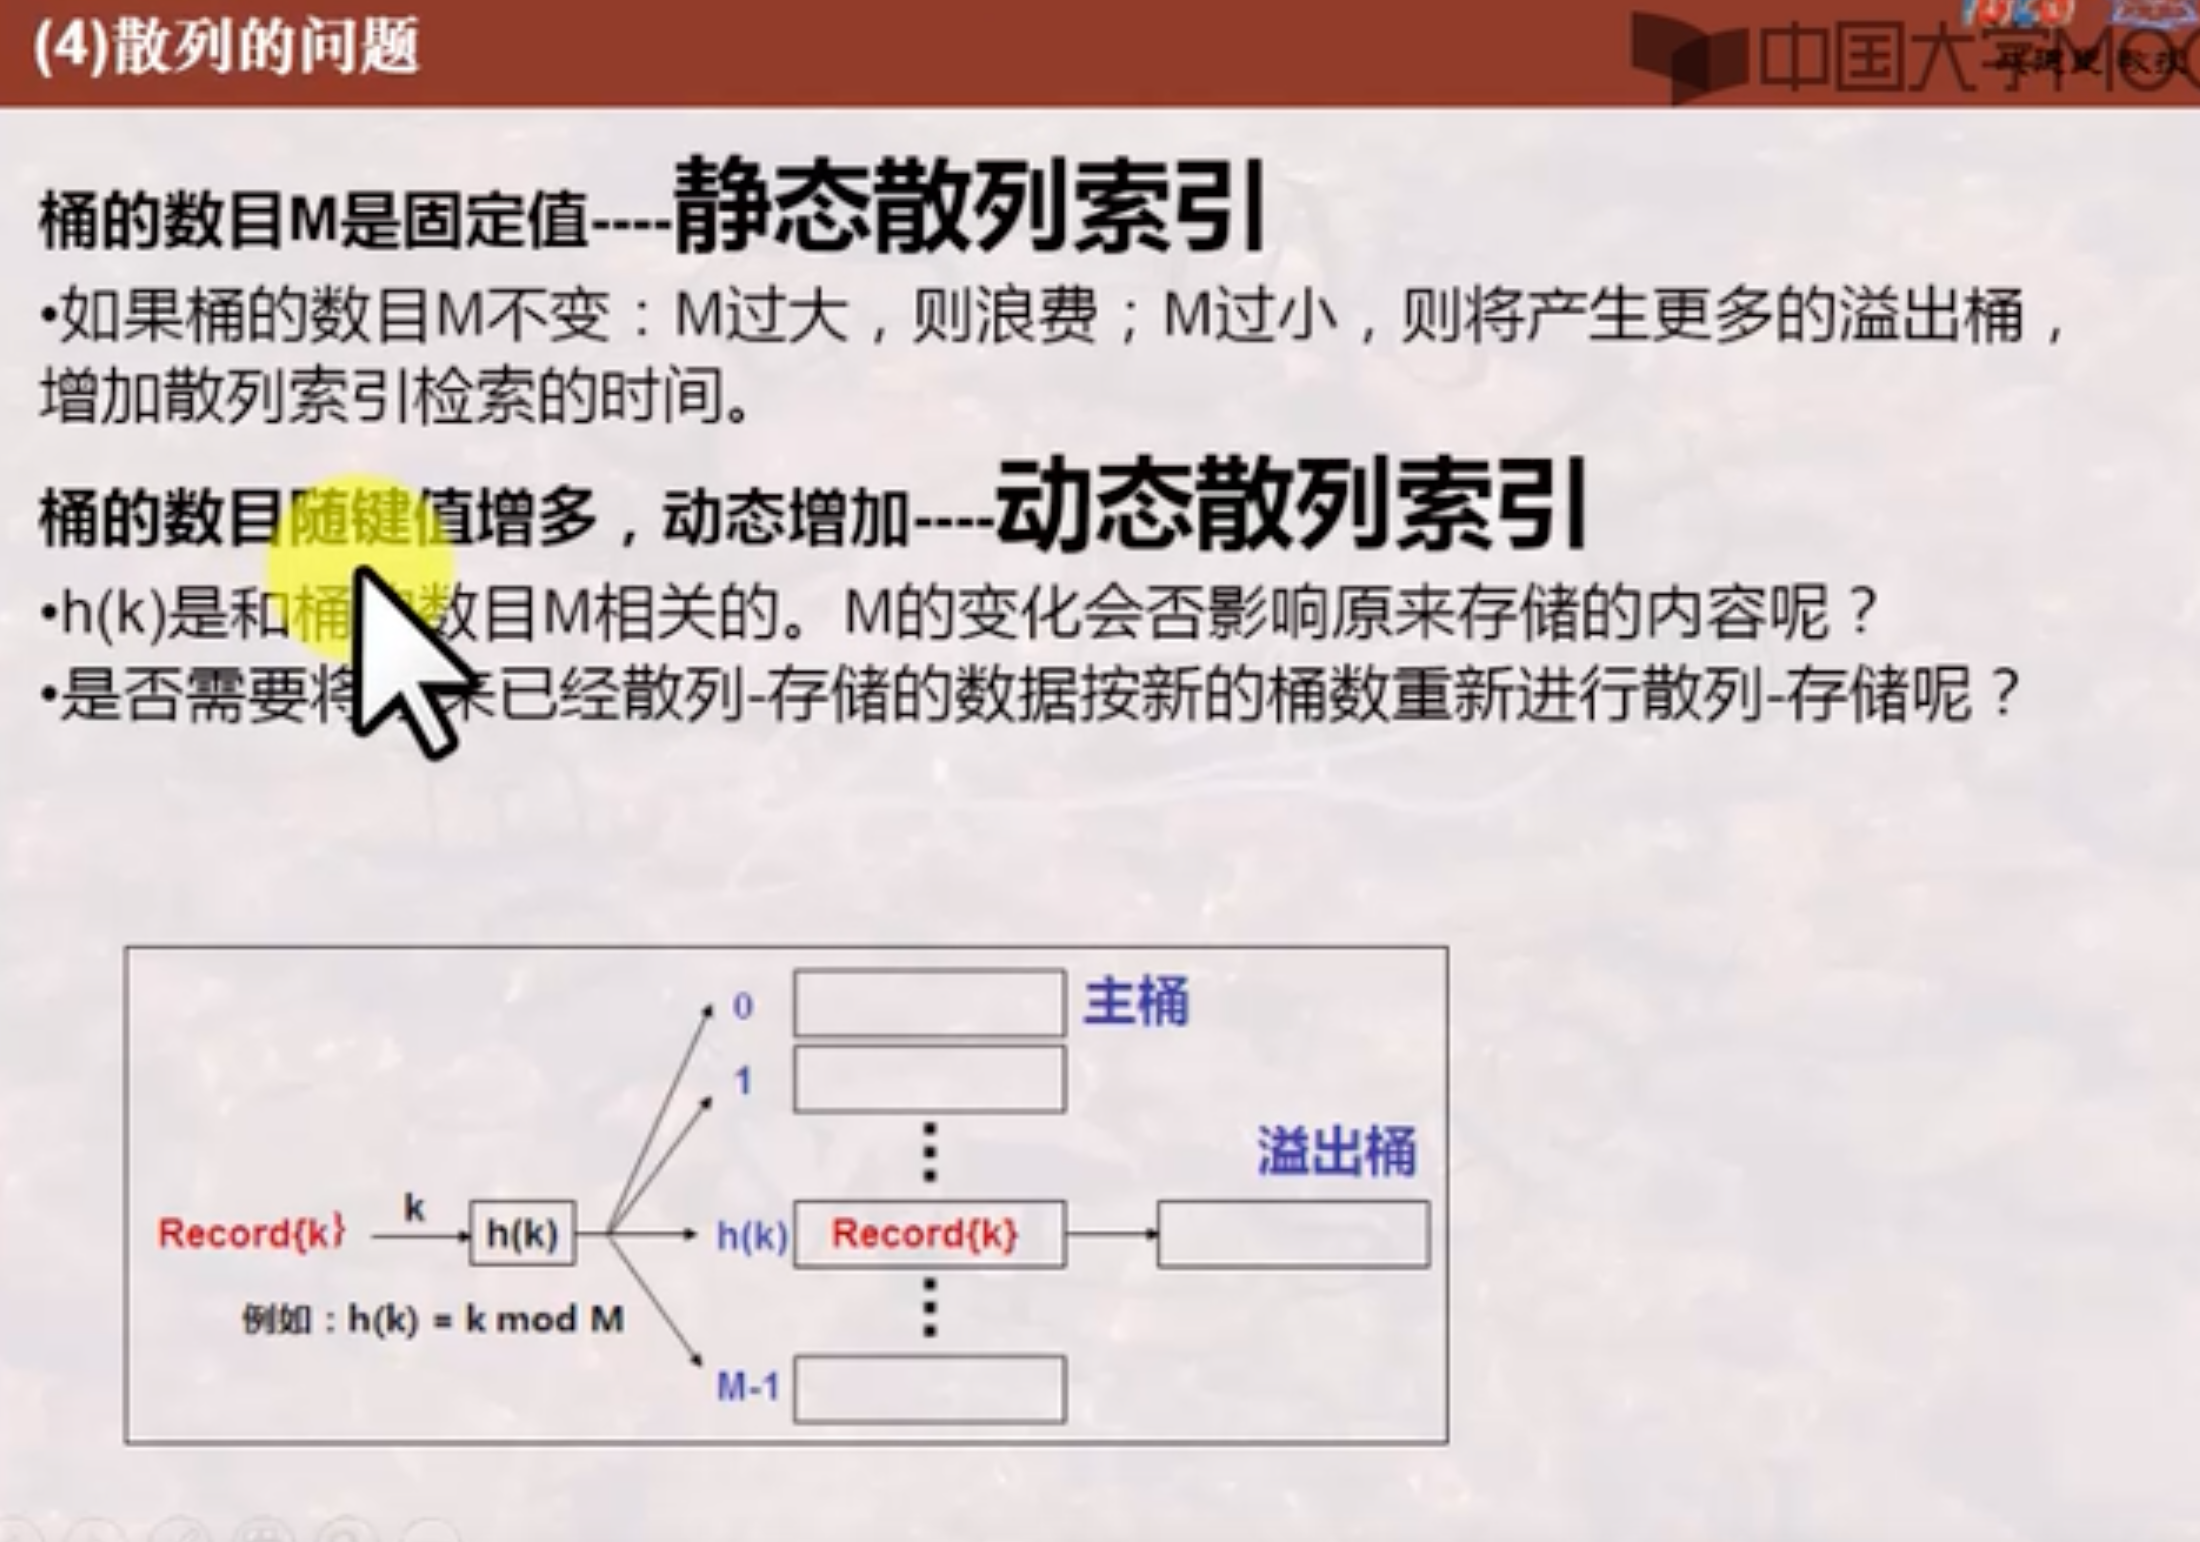 (4)散列的问题
中国大学MOO
桶的数目M是固定值----静态散列索引
•如果桶的数目M不变：M过大，则浪费；M过小，则将产生更多的溢出桶，
增加散列索引检索的时间。
桶的数目随键值增多，动态增加----动态散列索引
•h(k)是和桶 数目M相关的。M的变化会否影响原来存储的内容呢？
•是否需要将 来已经散列-存储的数据按新的桶数重新进行散列-存储呢？
0
主桶
1
溢出桶
Record{k}
k
h(k)
h(k)
Record{k}
例如：h(k) = k mod M
M-1